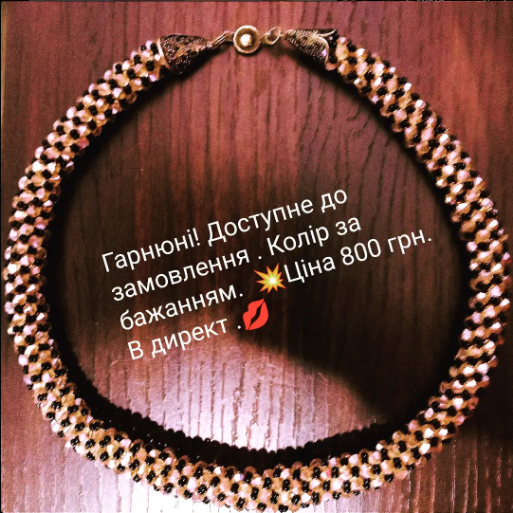 Гарнюні! Доступне до
замовлення . Колір за
бажанням. 💥Ціна 800 грн.
В директ .💋